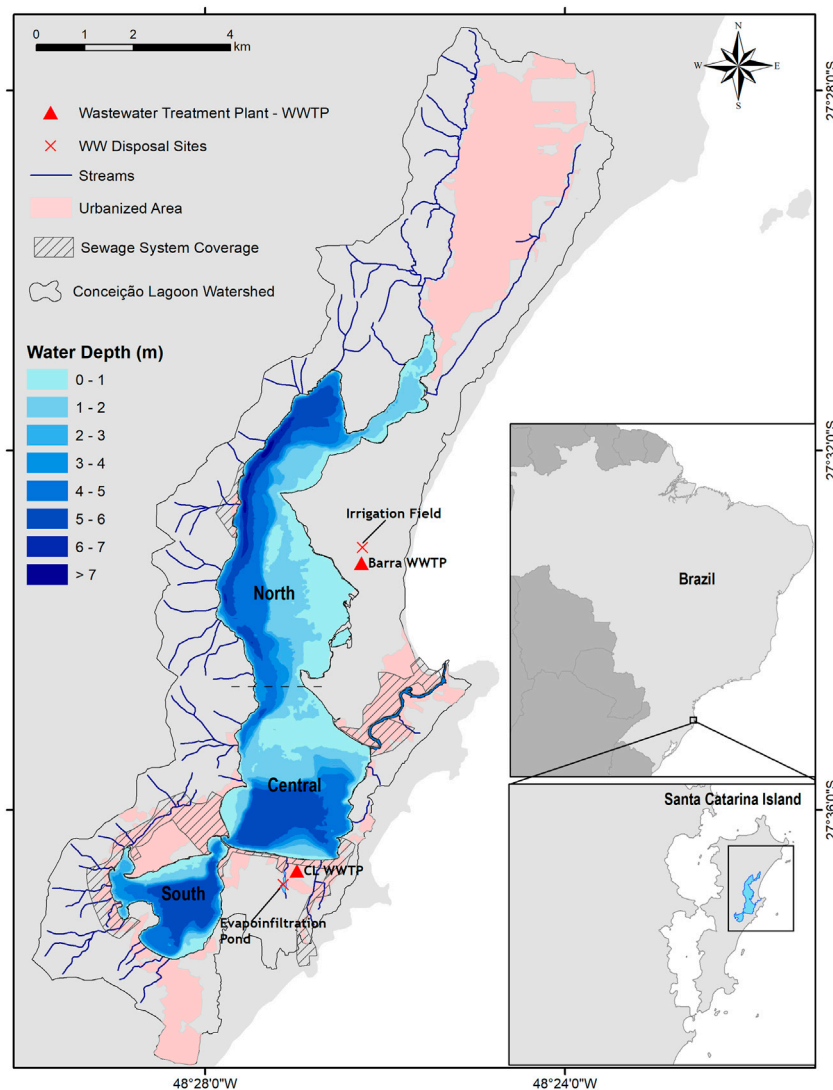 0 1 2 4
km
N
W E
S
27°28'0"S
Wastewater Treatment Plant - WWTP
WW Disposal Sites
Streams
Urbanized Area
Sewage System Coverage
Conceição Lagoon Watershed
Water Depth (m)
0 - 1
1 - 2
2 - 3
3 - 4
4 - 5
5 - 6
6 - 7
> 7
27°32'0"S
Irrigation Field
Barra WWTP
North
Brazil
Central
Santa Catarina Island
27°36'0"S
CL WWTP
South
Evapoinfiltration
Pond
48°28'0"W 48°24'0"W